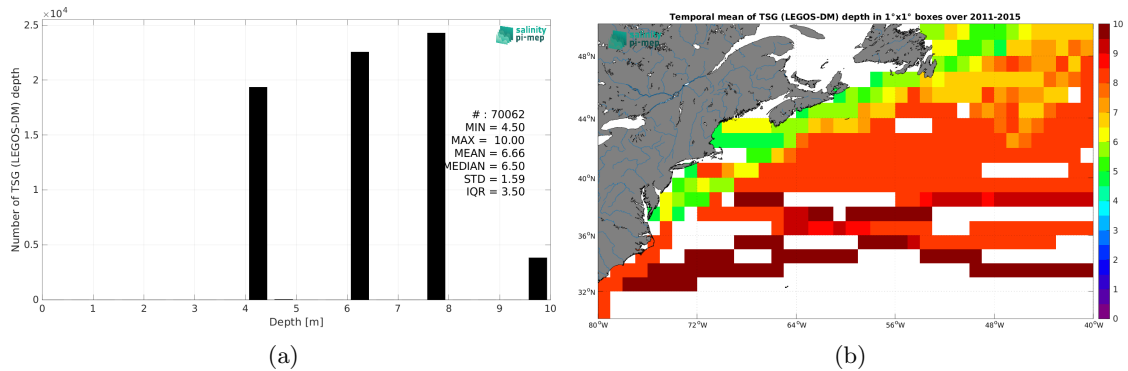 ×10⁴
2.5
2
1.5
1
0.5
0
0 1 2 3 4 5 6 7 8 9 10
Number of TSG (LEGOS-DM) depth
Depth [m]
salinity
pi-mep
# : 70062
MIN = 4.50
MAX = 10.00
MEAN = 6.66
MEDIAN = 6.50
STD = 1.59
IQR = 3.50
(a)
Temporal mean of TSG (LEGOS-DM) depth in 1°x1° boxes over 2011-2015
salinity
pi-mep
48°N
44°N
40°N
36°N
32°N
80°W 72°W 64°W 56°W 48°W 40°W
10
9
8
7
6
5
4
3
2
1
0
(b)